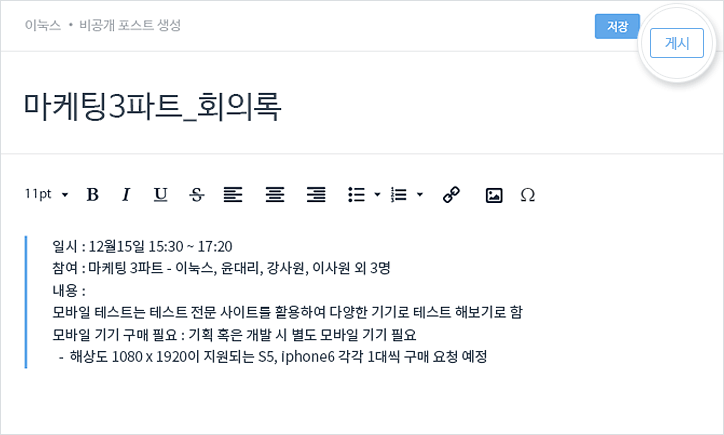 이눅스 • 비공개 포스트 생성
저장
게시
마케팅3파트_회의록
11pt B I U S Ω
일시 : 12월15일 15:30 ~ 17:20
참여 : 마케팅 3파트 - 이눅스, 윤대리, 강사원, 이사원 외 3명
내용 :
모바일 테스트는 테스트 전문 사이트를 활용하여 다양한 기기로 테스트 해보기로 함
모바일 기기 구매 필요 : 기획 혹은 개발 시 별도 모바일 기기 필요
- 해상도 1080 x 1920이 지원되는 S5, iphone6 각각 1대씩 구매 요청 예정